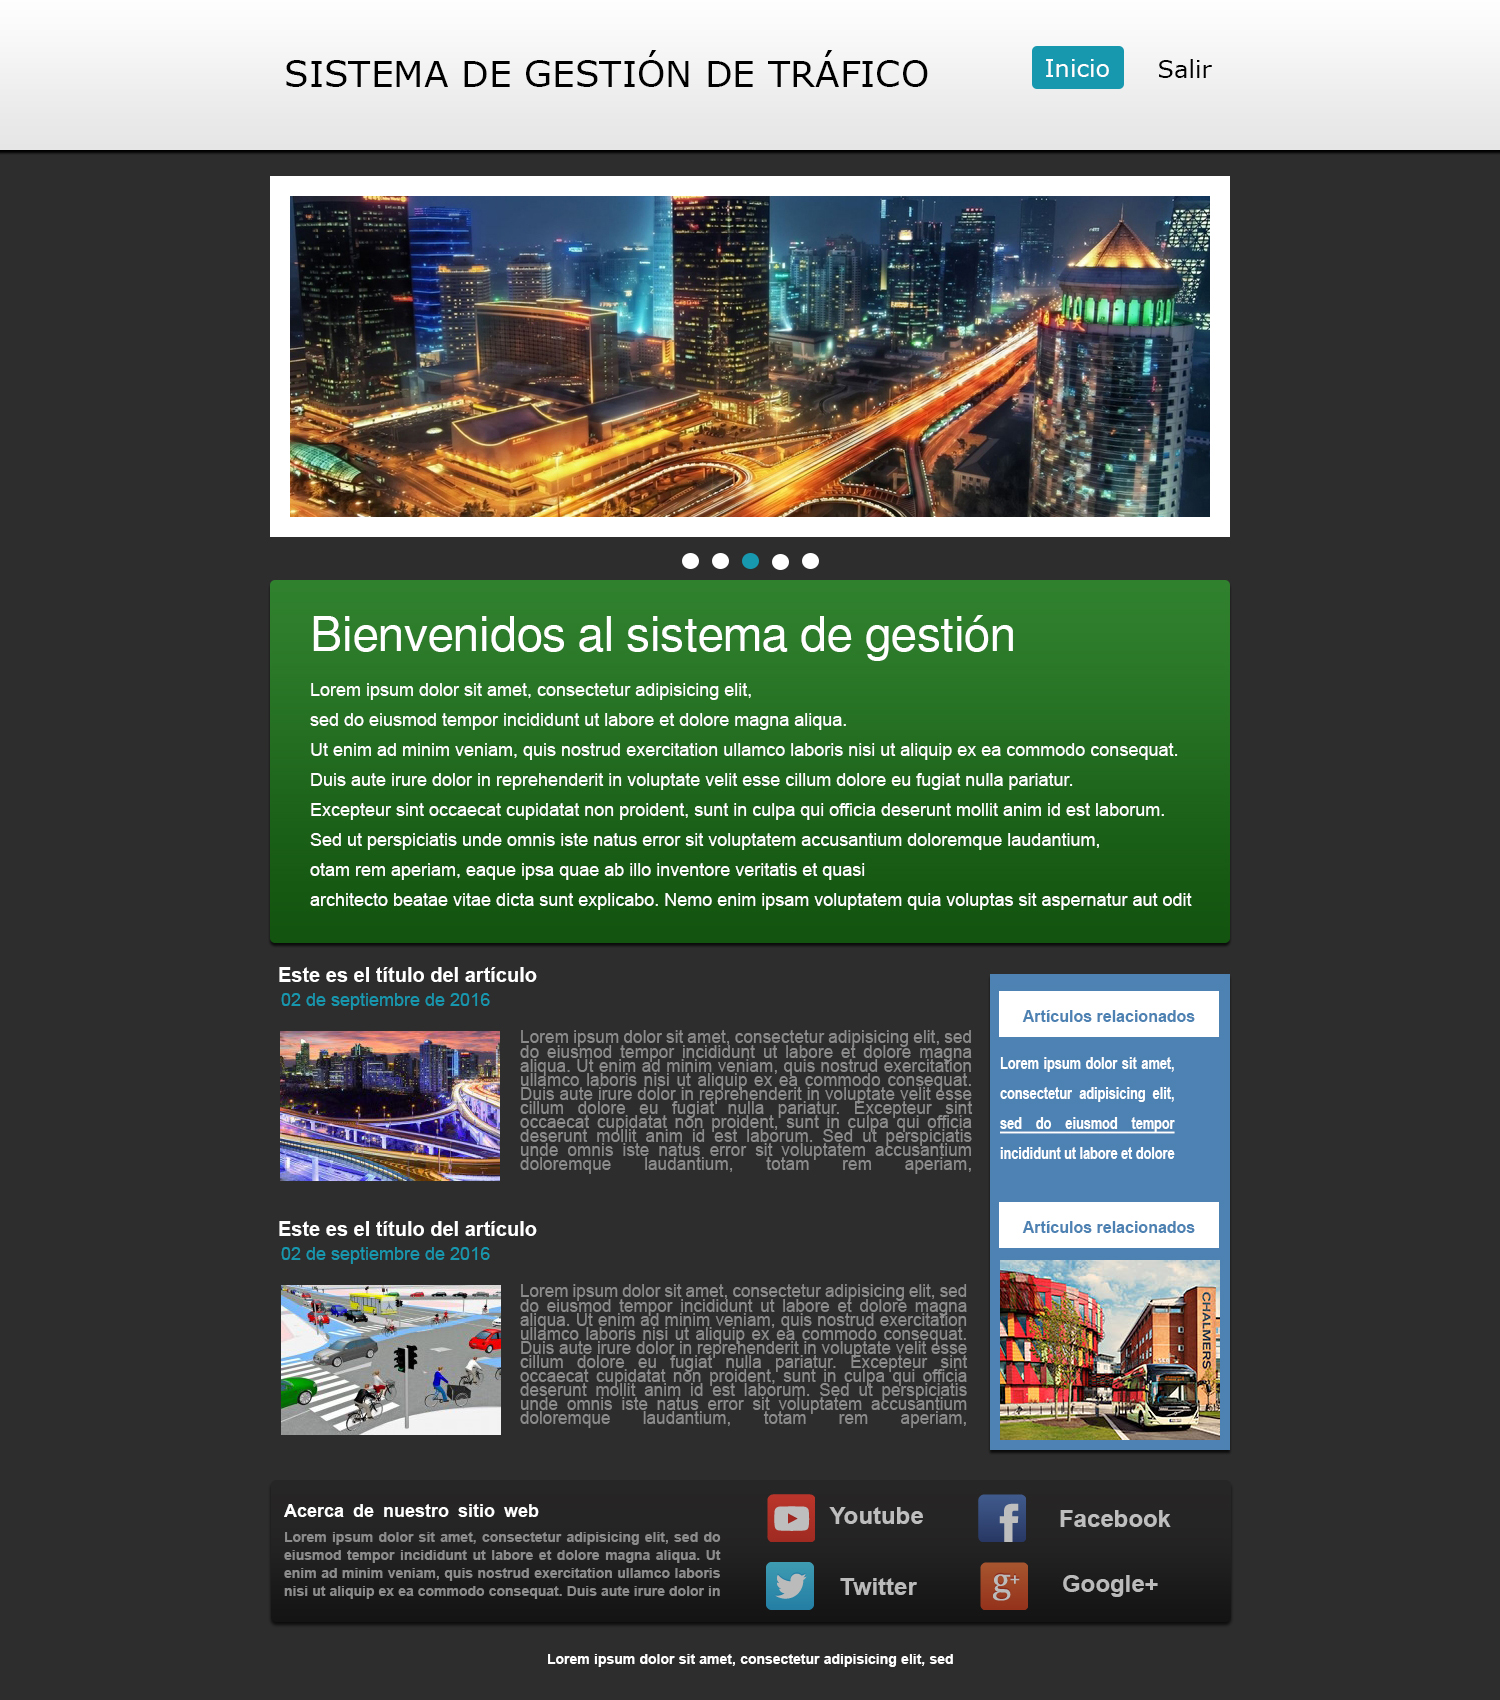 SISTEMA DE GESTIÓN DE TRÁFICO
Inicio
Salir
Bienvenidos al sistema de gestión
Lorem ipsum dolor sit amet, consectetur adipisicing elit,
sed do eiusmod tempor incididunt ut labore et dolore magna aliqua.
Ut enim ad minim veniam, quis nostrud exercitation ullamco laboris nisi ut aliquip ex ea commodo consequat.
Duis aute irure dolor in reprehenderit in voluptate velit esse cillum dolore eu fugiat nulla pariatur.
Excepteur sint occaecat cupidatat non proident, sunt in culpa qui officia deserunt mollit anim id est laborum.
Sed ut perspiciatis unde omnis iste natus error sit voluptatem accusantium doloremque laudantium,
otam rem aperiam, eaque ipsa quae ab illo inventore veritatis et quasi
architecto beatae vitae dicta sunt explicabo. Nemo enim ipsam voluptatem quia voluptas sit aspernatur aut odit
Este es el título del artículo
02 de septiembre de 2016
Lorem ipsum dolor sit amet, consectetur adipisicing elit, sed
do eiusmod tempor incididunt ut labore et dolore magna
aliqua. Ut enim ad minim veniam, quis nostrud exercitation
ullamco laboris nisi ut aliquip ex ea commodo consequat.
Duis aute irure dolor in reprehenderit in voluptate velit esse
cillum dolore eu fugiat nulla pariatur. Excepteur sint
occaecat cupidatat non proident, sunt in culpa qui officia
deserunt mollit anim id est laborum. Sed ut perspiciatis
unde omnis iste natus error sit voluptatem accusantium
doloremque laudantium, totam rem aperiam,
Este es el título del artículo
02 de septiembre de 2016
Lorem ipsum dolor sit amet, consectetur adipisicing elit, sed
do eiusmod tempor incididunt ut labore et dolore magna
aliqua. Ut enim ad minim veniam, quis nostrud exercitation
ullamco laboris nisi ut aliquip ex ea commodo consequat.
Duis aute irure dolor in reprehenderit in voluptate velit esse
cillum dolore eu fugiat nulla pariatur. Excepteur sint
occaecat cupidatat non proident, sunt in culpa qui officia
deserunt mollit anim id est laborum. Sed ut perspiciatis
unde omnis iste natus error sit voluptatem accusantium
doloremque laudantium, totam rem aperiam,
Artículos relacionados
Lorem ipsum dolor sit amet,
consectetur adipisicing elit,
sed do eiusmod tempor
incididunt ut labore et dolore
Artículos relacionados
CHALMERS
Acerca de nuestro sitio web
Lorem ipsum dolor sit amet, consectetur adipisicing elit, sed do
eiusmod tempor incididunt ut labore et dolore magna aliqua. Ut
enim ad minim veniam, quis nostrud exercitation ullamco laboris
nisi ut aliquip ex ea commodo consequat. Duis aute irure dolor in
Youtube
f
Facebook
Twitter
g+
Google+
Lorem ipsum dolor sit amet, consectetur adipisicing elit, sed